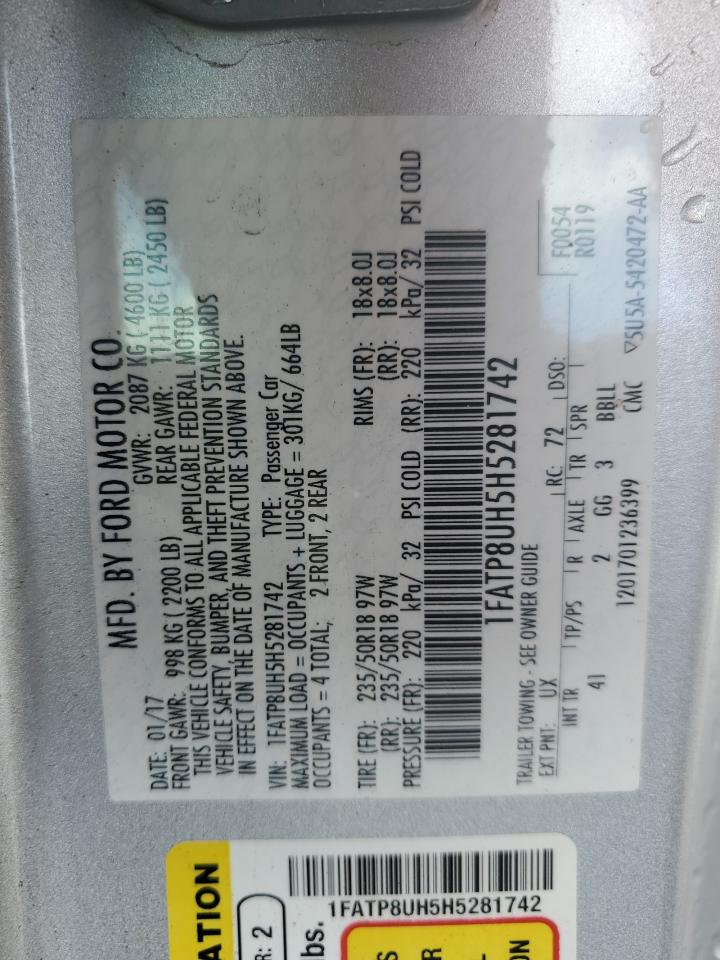 MFD. BY FORD MOTOR CO.
DATE: 01/17 GVWR: 2087 KG ( 4600 LB)
FRONT GAWR: 998 KG ( 2200 LB) REAR GAWR: 1111 KG ( 2450 LB)
THIS VEHICLE CONFORMS TO ALL APPLICABLE FEDERAL MOTOR
VEHICLE SAFETY, BUMPER, AND THEFT PREVENTION STANDARDS
IN EFFECT ON THE DATE OF MANUFACTURE SHOWN ABOVE.
VIN: 1FATP8UH5H5281742 TYPE: Passenger Car
MAXIMUM LOAD = OCCUPANTS + LUGGAGE = 301KG/ 664LB
OCCUPANTS = 4 TOTAL; 2 FRONT, 2 REAR
TIRE (FR): 235/50R18 97W RIMS (FR): 18x8.0J
(RR): 235/50R18 97W (RR): 18x8.0J
PRESSURE (FR): 220 kPa/ 32 PSI COLD (RR): 220 kPa/ 32 PSI COLD
1FATP8UH5H5281742
TRAILER TOWING - SEE OWNER GUIDE
EXT PNT: UX RC: 72 DSO: F0054
R0119
INT TR TP/PS R AXLE TR SPR
41 2 GG 3 BBLL
1201701236399 CMC ▽5U5A-5420472-AA
ATION
R: 2
bs.
1FATP8UH5H5281742
S
R
ON